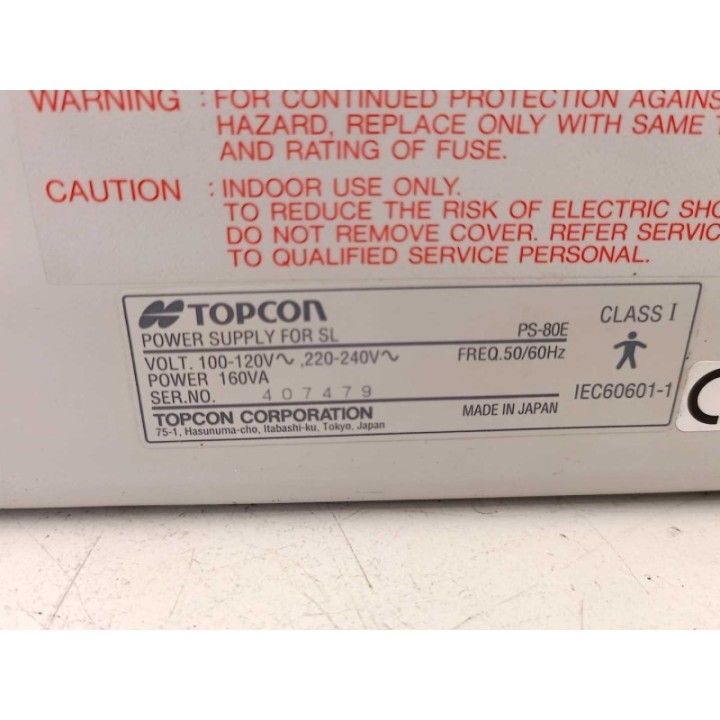 WARNING : FOR CONTINUED PROTECTION AGAINS
HAZARD, REPLACE ONLY WITH SAME T
AND RATING OF FUSE.
CAUTION : INDOOR USE ONLY.
TO REDUCE THE RISK OF ELECTRIC SHO
DO NOT REMOVE COVER. REFER SERVIC
TO QUALIFIED SERVICE PERSONAL.
TOPCON
POWER SUPPLY FOR SL PS-80E
CLASS I
VOLT. 100-120V∿ ,220-240V∿ FREQ.50/60Hz
POWER 160VA
SER.NO. 407479
IEC60601-1
TOPCON CORPORATION MADE IN JAPAN
75-1, Hasunuma-cho, Itabashi-ku, Tokyo, Japan